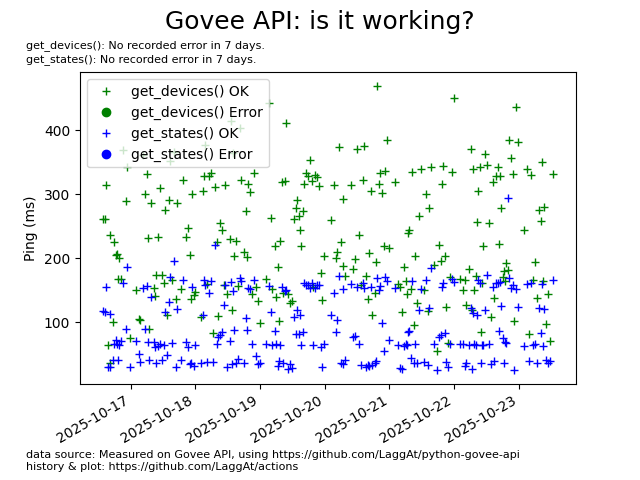 Govee API: is it working?
get_devices(): No recorded error in 7 days.
get_states(): No recorded error in 7 days.
get_devices() OK
get_devices() Error
get_states() OK
get_states() Error
Ping (ms)
400
300
200
100
2025-10-17
2025-10-18
2025-10-19
2025-10-20
2025-10-21
2025-10-22
2025-10-23
data source: Measured on Govee API, using https://github.com/LaggAt/python-govee-api
history & plot: https://github.com/LaggAt/actions